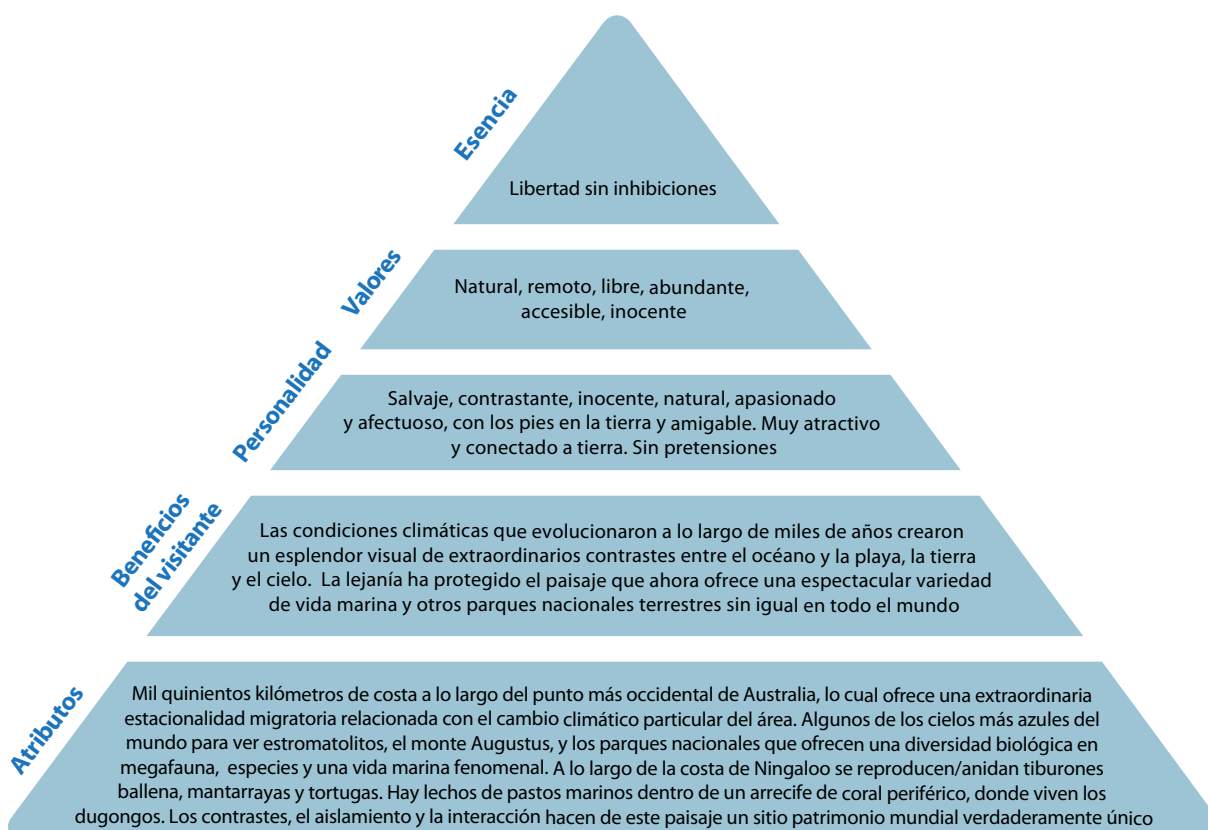 Esencia
Libertad sin inhibiciones
Valores
Natural, remoto, libre, abundante,
accesible, inocente
Personalidad
Salvaje, contrastante, inocente, natural, apasionado
y afectuoso, con los pies en la tierra y amigable. Muy atractivo
y conectado a tierra. Sin pretensiones
Beneficios
del visitante
Las condiciones climáticas que evolucionaron a lo largo de miles de años crearon
un esplendor visual de extraordinarios contrastes entre el océano y la playa, la tierra
y el cielo. La lejanía ha protegido el paisaje que ahora ofrece una espectacular variedad
de vida marina y otros parques nacionales terrestres sin igual en todo el mundo
Atributos
Mil quinientos kilómetros de costa a lo largo del punto más occidental de Australia, lo cual ofrece una extraordinaria
estacionalidad migratoria relacionada con el cambio climático particular del área. Algunos de los cielos más azules del
mundo para ver estromatolitos, el monte Augustus, y los parques nacionales que ofrecen una diversidad biológica en
megafauna, especies y una vida marina fenomenal. A lo largo de la costa de Ningaloo se reproducen/anidan tiburones
ballena, mantarrayas y tortugas. Hay lechos de pastos marinos dentro de un arrecife de coral periférico, donde viven los
dugongos. Los contrastes, el aislamiento y la interacción hacen de este paisaje un sitio patrimonio mundial verdaderamente único